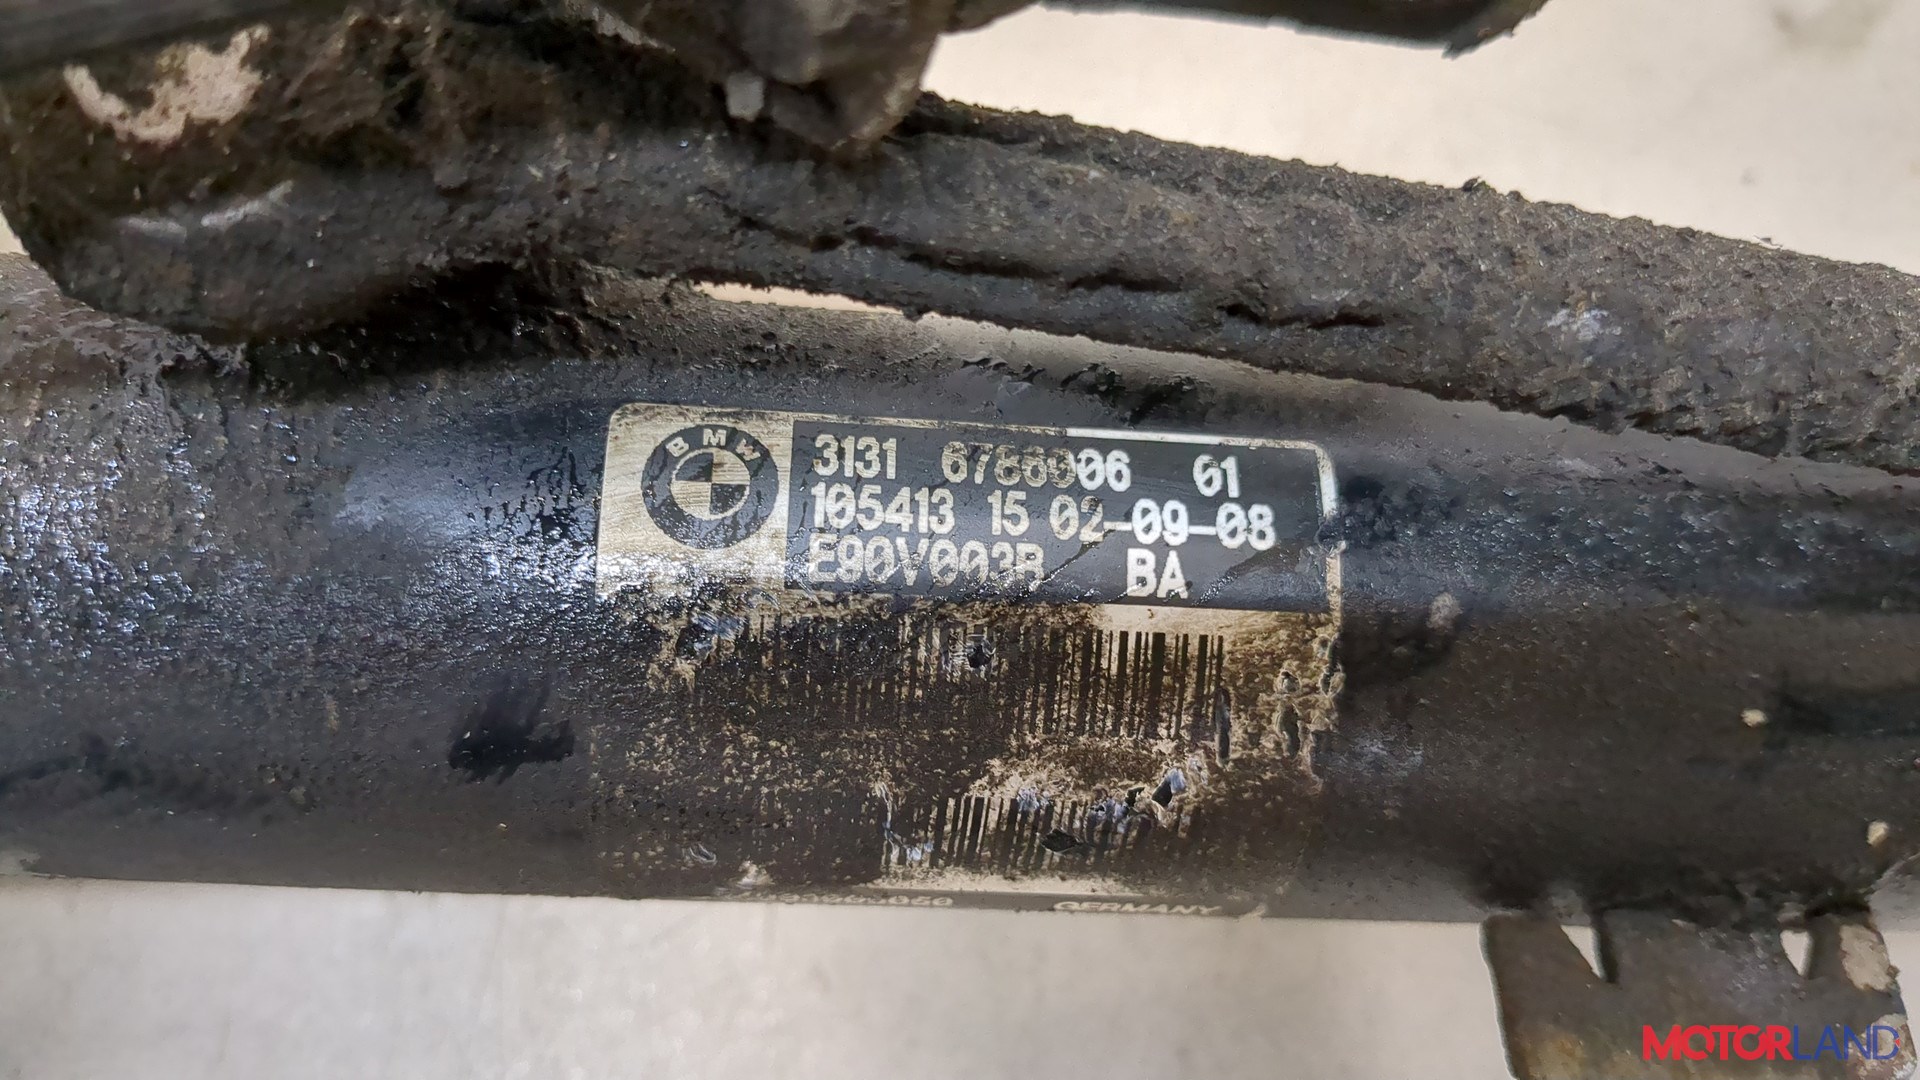 BMW
3131 6786006 01
105413 15 02-09-08
E90V003B BA
GERMANY
MOTORLAND